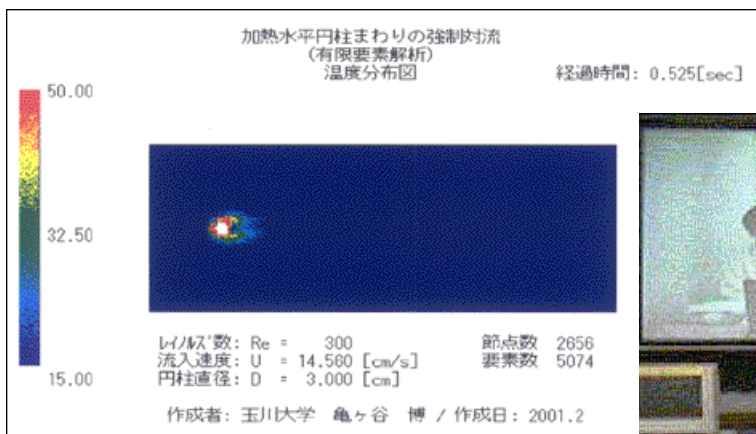 加熱水平円柱まわりの強制対流
(有限要素解析)
温度分布図
経過時間: 0.525[sec]
50.00
32.50
15.00
ﾚｲﾉﾙｽﾞ数: Re = 300
節点数 2656
流入速度: U = 14.560 [cm/s]
要素数 5074
円柱直径: D = 3.000 [cm]
作成者: 玉川大学 亀ヶ谷 博 / 作成日: 2001.2